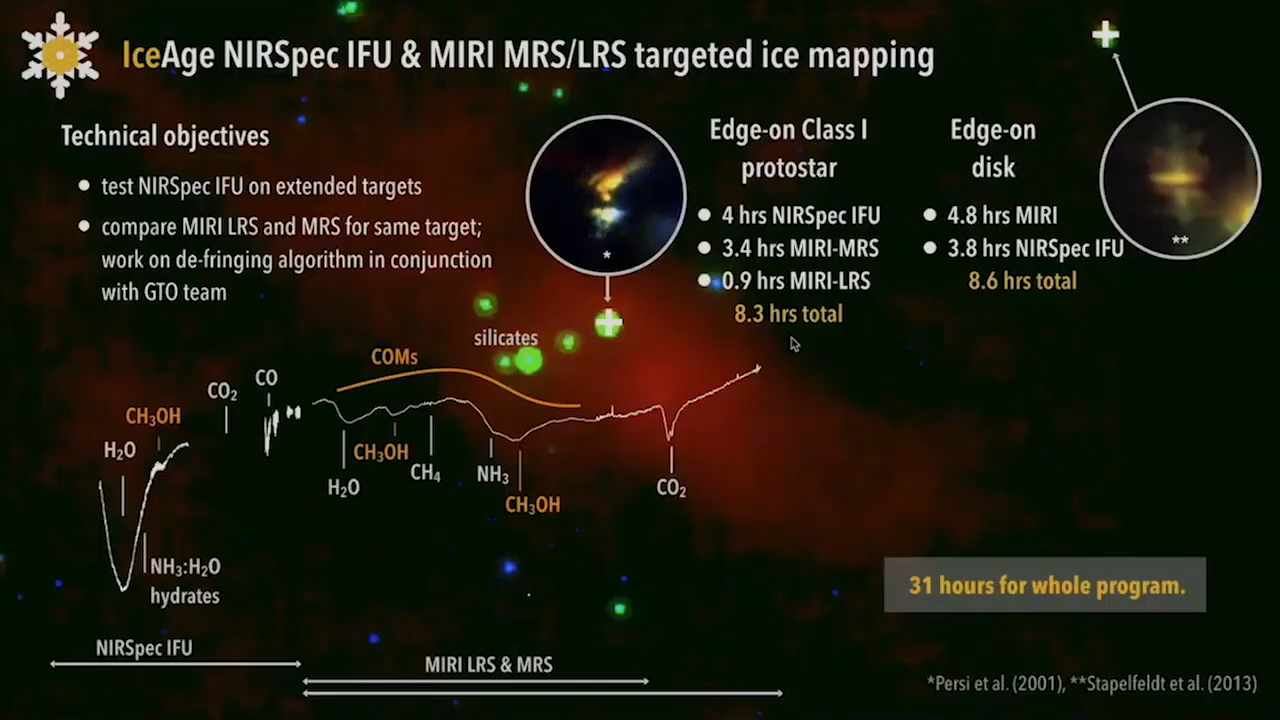 IceAge NIRSpec IFU & MIRI MRS/LRS targeted ice mapping
Technical objectives
test NIRSpec IFU on extended targets
compare MIRI LRS and MRS for same target;
work on de-fringing algorithm in conjunction
with GTO team
*
Edge-on Class I
protostar
4 hrs NIRSpec IFU
3.4 hrs MIRI-MRS
0.9 hrs MIRI-LRS
8.3 hrs total
Edge-on
disk
4.8 hrs MIRI
3.8 hrs NIRSpec IFU
8.6 hrs total
**
silicates
COMs
CO
CO₂
CH₃OH
H₂O
CH₃OH
CH₄
NH₃
H₂O
CH₃OH
CO₂
NH₃:H₂O
hydrates
31 hours for whole program.
NIRSpec IFU
MIRI LRS & MRS
*Persi et al. (2001), **Stapelfeldt et al. (2013)